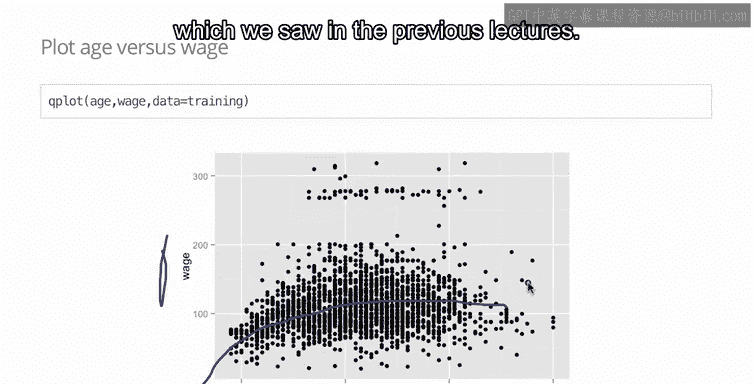 which we saw in the previous lectures.
Plot age versus wage
qplot(age,wage,data=training)
300
200
100
wage